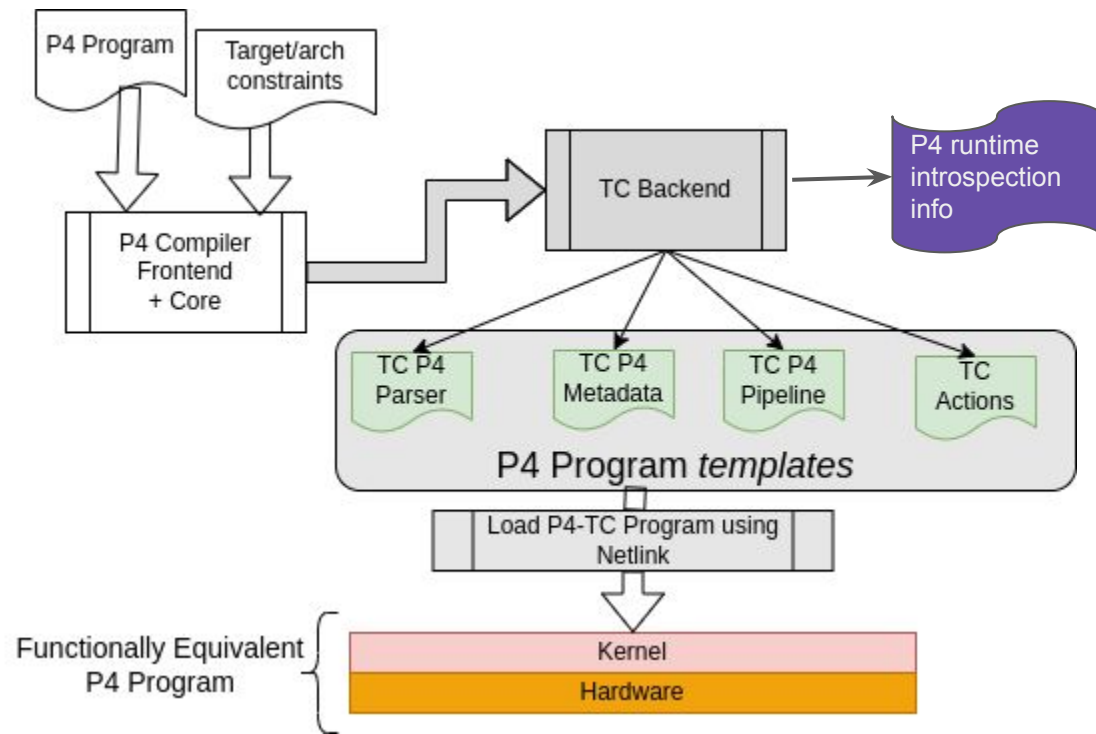 P4 Program
Target/arch
constraints
P4 Compiler
Frontend
+ Core
TC Backend
P4 runtime
introspection
info
TC P4
Parser
TC P4
Metadata
TC P4
Pipeline
TC
Actions
P4 Program templates
Load P4-TC Program using
Netlink
Functionally Equivalent
P4 Program
Kernel
Hardware